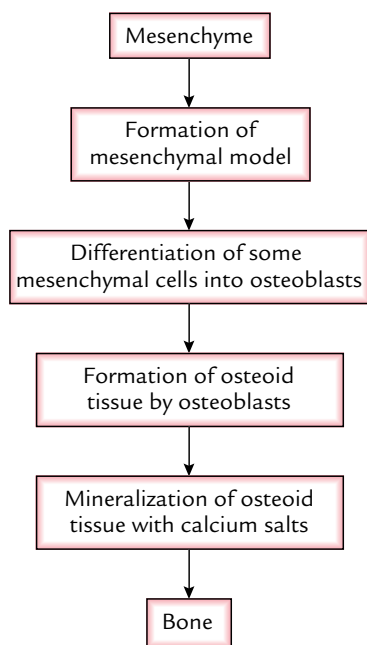 Mesenchyme
Formation of
mesenchymal model
Differentiation of some
mesenchymal cells into osteoblasts
Formation of osteoid
tissue by osteoblasts
Mineralization of osteoid
tissue with calcium salts
Bone